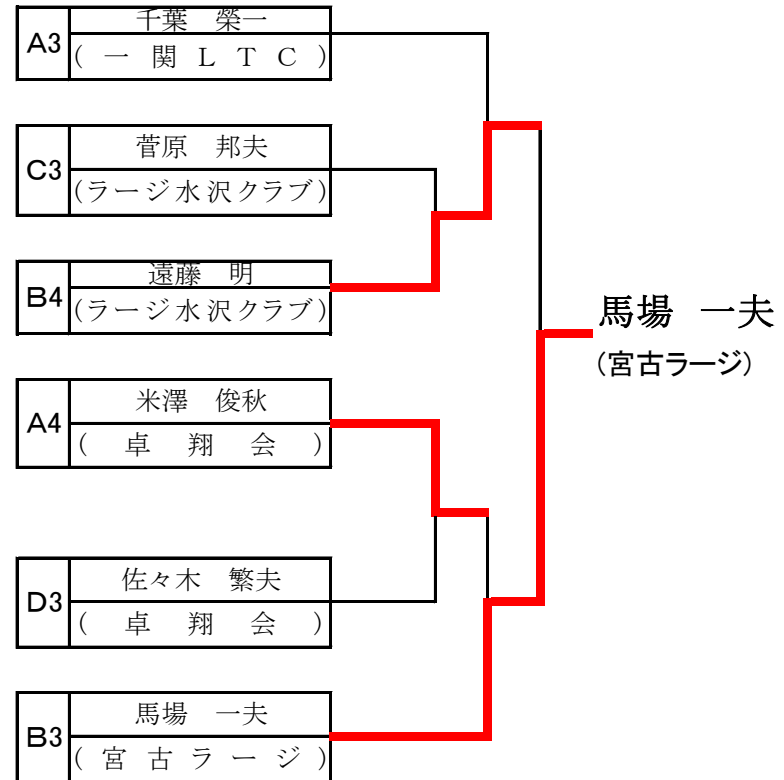 A3
千葉 榮一
(一関LTC)
C3
菅原 邦夫
(ラージ水沢クラブ)
B4
遠藤 明
(ラージ水沢クラブ)
馬場 一夫
(宮古ラージ)
A4
米澤 俊秋
(卓翔会)
D3
佐々木 繁夫
(卓翔会)
B3
馬場 一夫
(宮古ラージ)